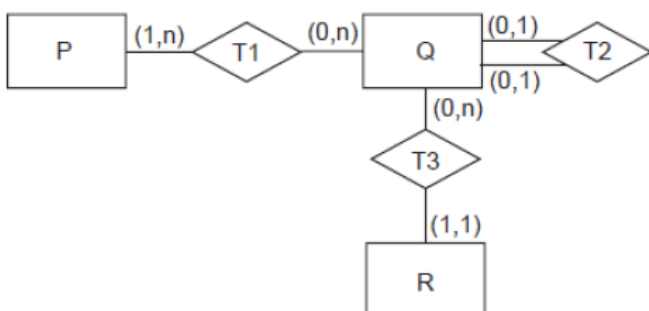 P (1,n) T1 (0,n) Q (0,1) T2
(0,1)
(0,n)
T3
(1,1)
R